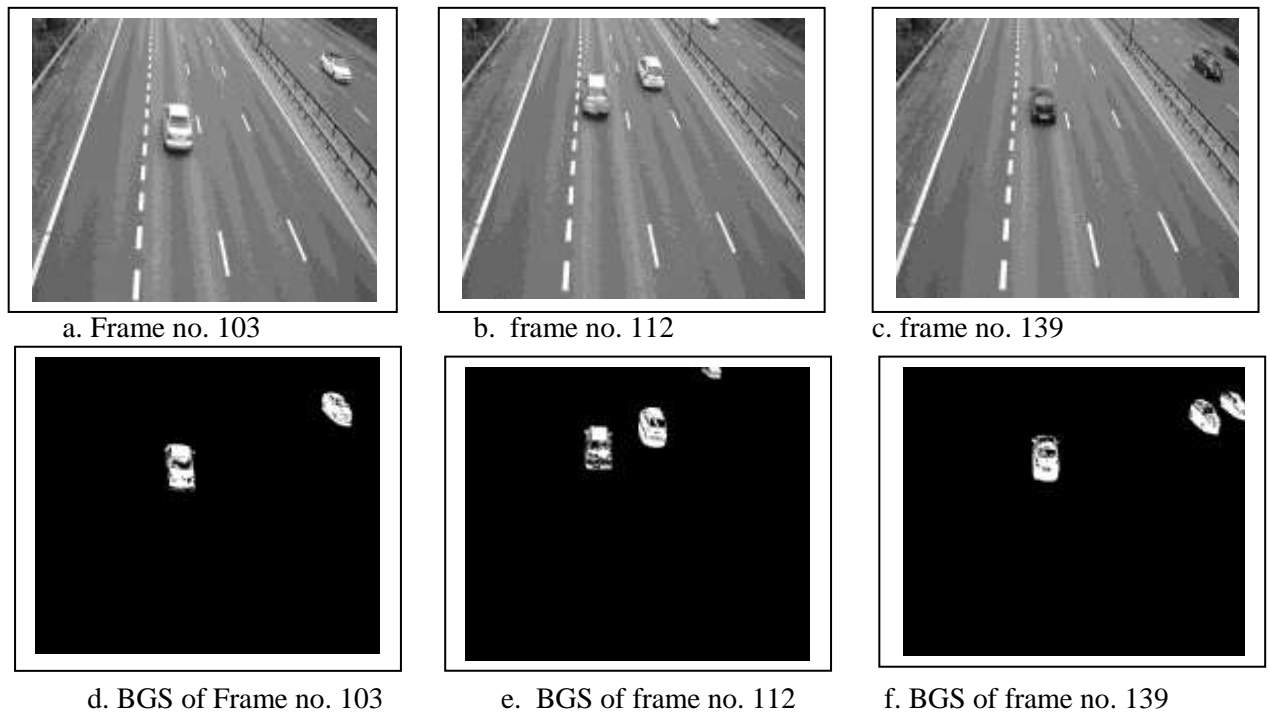 a. Frame no. 103
b. frame no. 112
c. frame no. 139
d. BGS of Frame no. 103
e. BGS of frame no. 112
f. BGS of frame no. 139